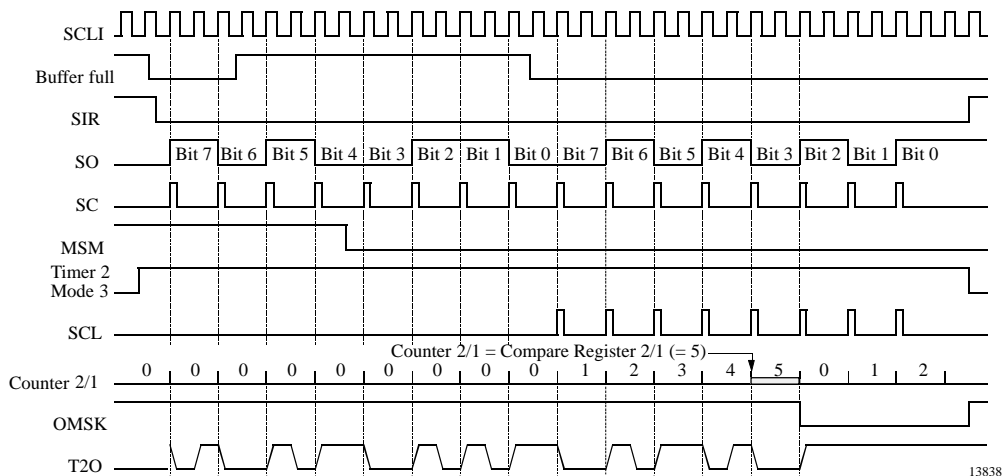 SCLI
Buffer full
SIR
SO Bit 7 Bit 6 Bit 5 Bit 4 Bit 3 Bit 2 Bit 1 Bit 0 Bit 7 Bit 6 Bit 5 Bit 4 Bit 3 Bit 2 Bit 1 Bit 0
SC
MSM
Timer 2
Mode 3
SCL
Counter 2/1 = Compare Register 2/1 (= 5)
Counter 2/1 0 0 0 0 0 0 0 0 0 1 2 3 4 5 0 1 2
OMSK
T2O
13838